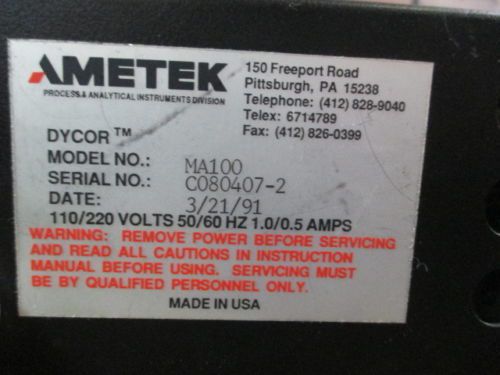 AMETEK
PROCESS & ANALYTICAL INSTRUMENTS DIVISION
150 Freeport Road
Pittsburgh, PA 15238
Telephone: (412) 828-9040
Telex: 6714789
Fax: (412) 826-0399
DYCOR™
MODEL NO.: MA100
SERIAL NO.: C080407-2
DATE: 3/21/91
110/220 VOLTS 50/60 HZ 1.0/0.5 AMPS
WARNING: REMOVE POWER BEFORE SERVICING
AND READ ALL CAUTIONS IN INSTRUCTION
MANUAL BEFORE USING. SERVICING MUST
BE BY QUALIFIED PERSONNEL ONLY.
MADE IN USA